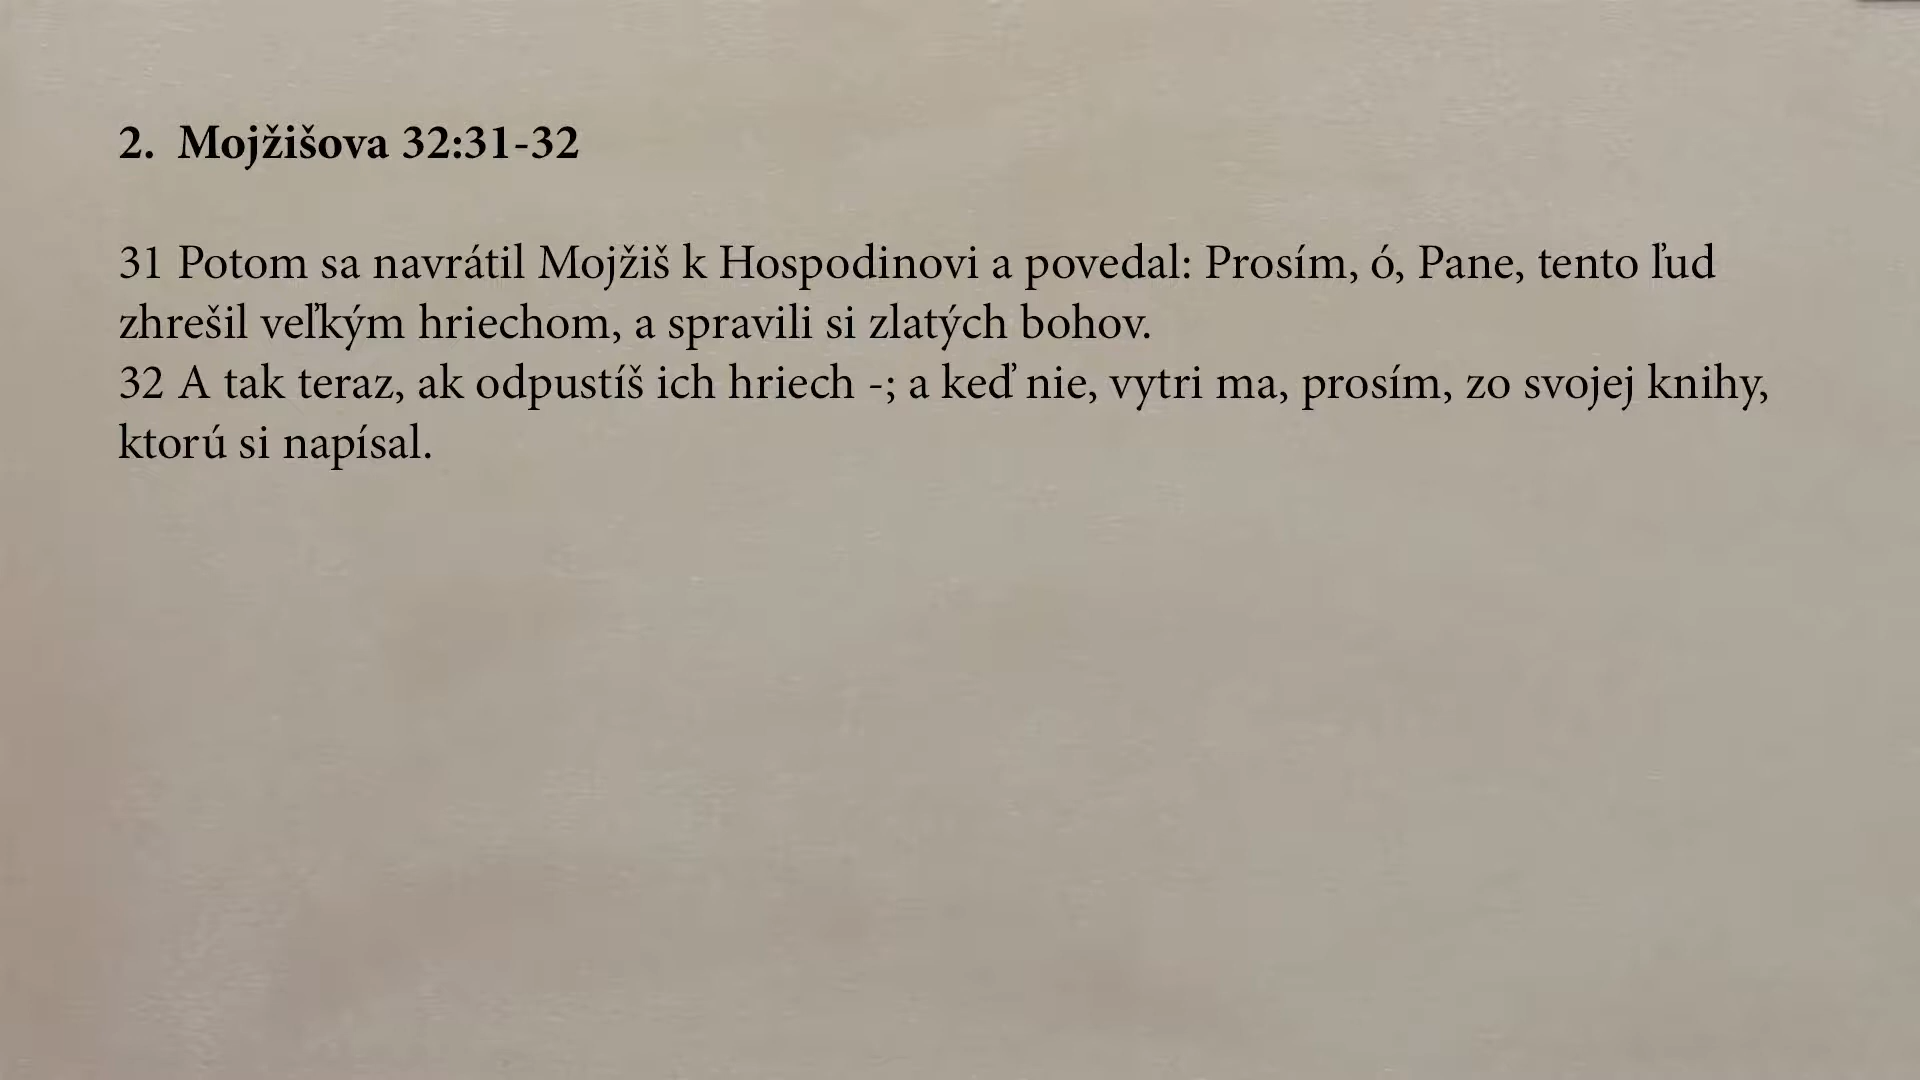 2. Mojžišova 32:31-32
31 Potom sa navrátil Mojžiš k Hospodinovi a povedal: Prosím, ó, Pane, tento ľud
zhrešil veľkým hriechom, a spravili si zlatých bohov.
32 A tak teraz, ak odpustíš ich hriech -; a keď nie, vytri ma, prosím, zo svojej knihy,
ktorú si napísal.